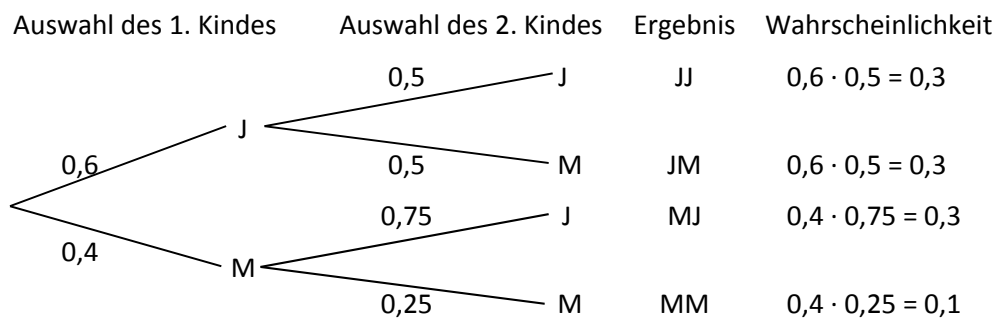 Auswahl des 1. Kindes Auswahl des 2. Kindes Ergebnis Wahrscheinlichkeit
0,5 J JJ 0,6 · 0,5 = 0,3
J
0,6 0,5 M JM 0,6 · 0,5 = 0,3
0,75 J MJ 0,4 · 0,75 = 0,3
0,4
M
0,25 M MM 0,4 · 0,25 = 0,1